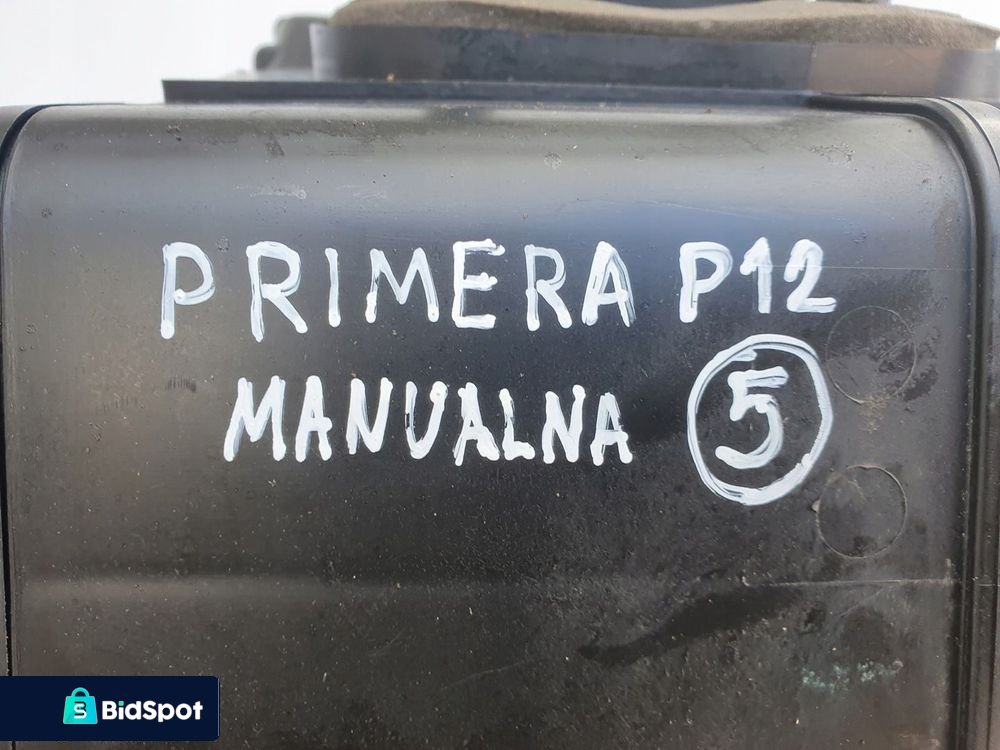 PRIMERA P12
MANUALNA 5
BidSpot